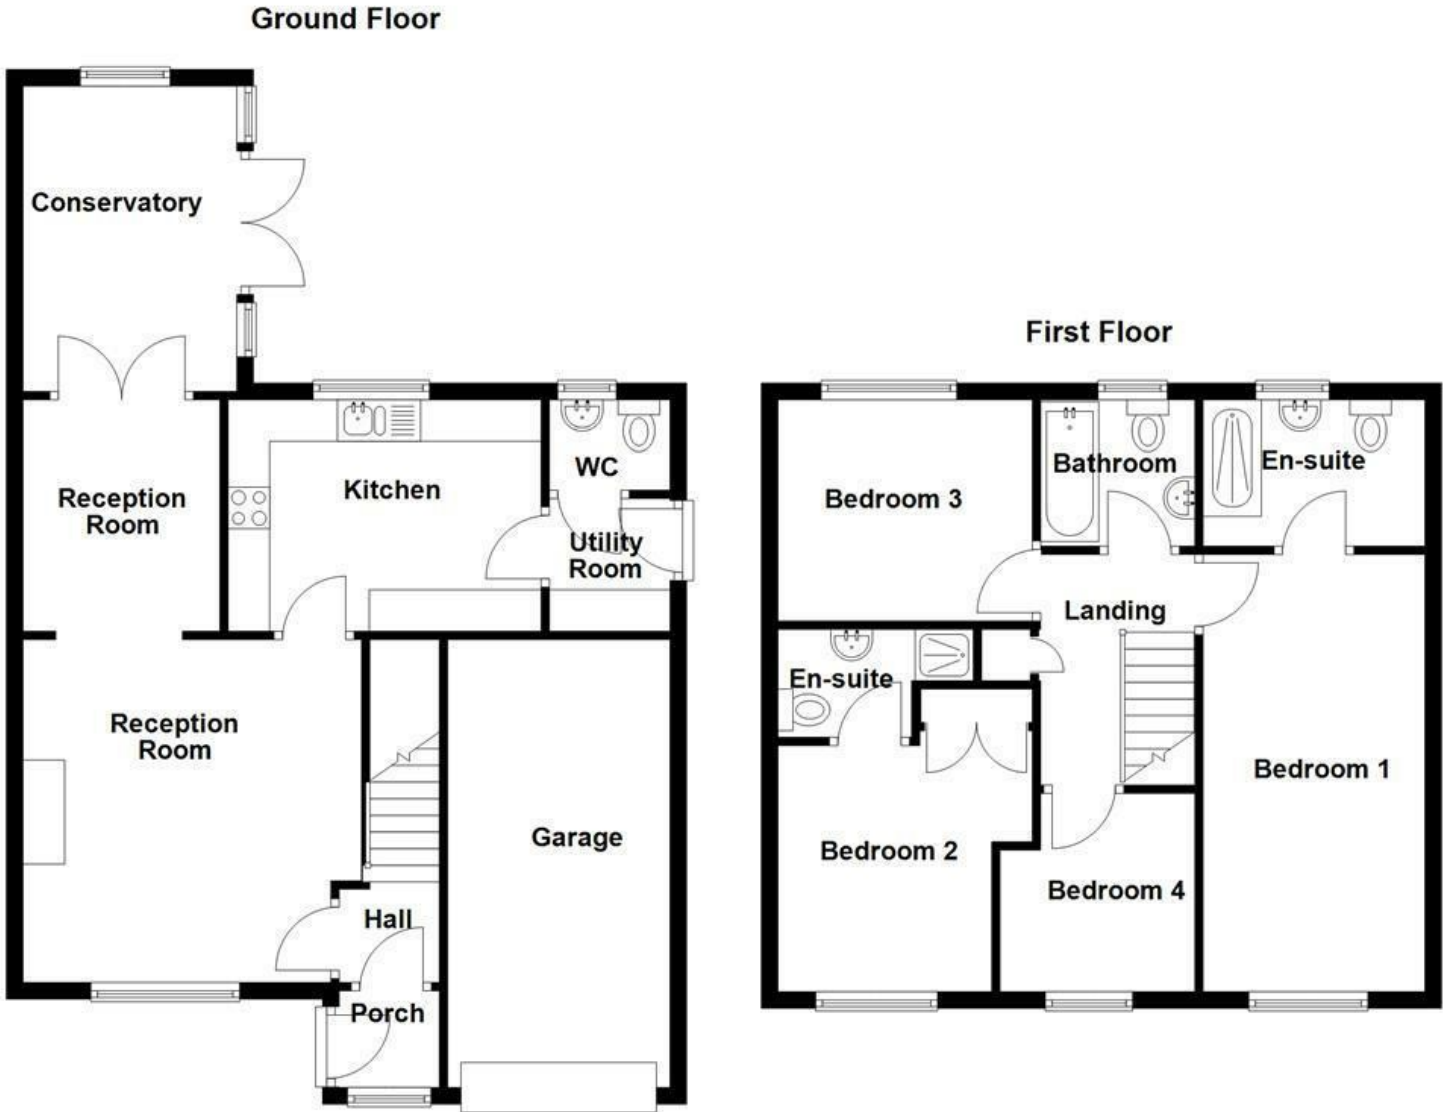 Ground Floor
Conservatory
Reception
Room
Kitchen
WC
Utility
Room
Reception
Room
Garage
Hall
Porch
First Floor
Bedroom 3
Bathroom
En-suite
Landing
En-suite
Bedroom 1
Bedroom 2
Bedroom 4